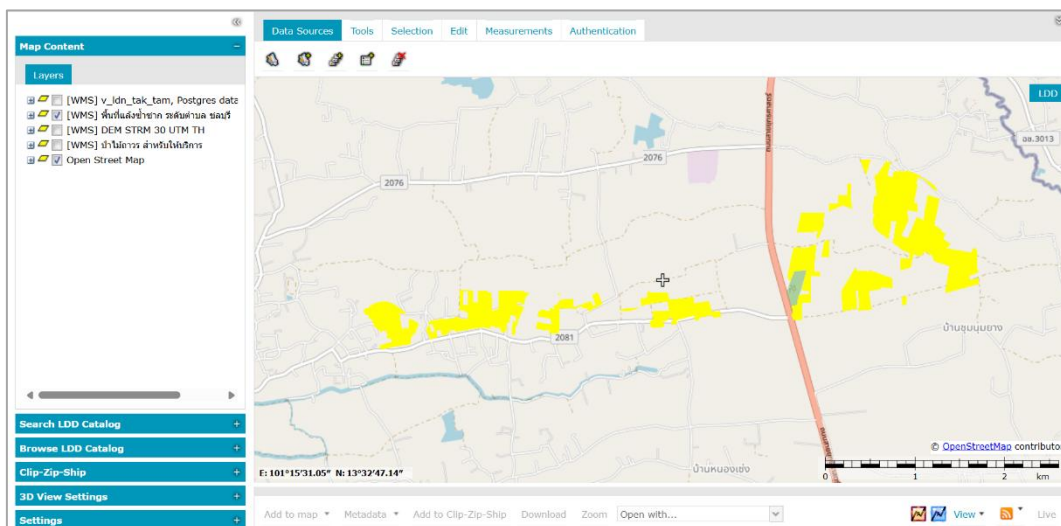 Data Sources Tools Selection Edit Measurements Authentication
Map Content
Layers
[WMS] v_ldn_tak_tam, Postgres data
[WMS] พื้นที่แล้งซ้ำซาก ระดับตำบล ชลบุรี
[WMS] DEM STRM 30 UTM TH
[WMS] ป่าไม้ถาวร สำหรับให้บริการ
Open Street Map
LDD
อล.3013
2076
2076
2081
บ้านชุมนุมยาง
บ้านหนองเซ่ง
Search LDD Catalog
Browse LDD Catalog
Clip-Zip-Ship
3D View Settings
Settings
© OpenStreetMap contributo
E: 101°15'31.05" N: 13°32'47.14"
0 1 2 km
Add to map Metadata Add to Clip-Zip-Ship Download Zoom Open with... View Live